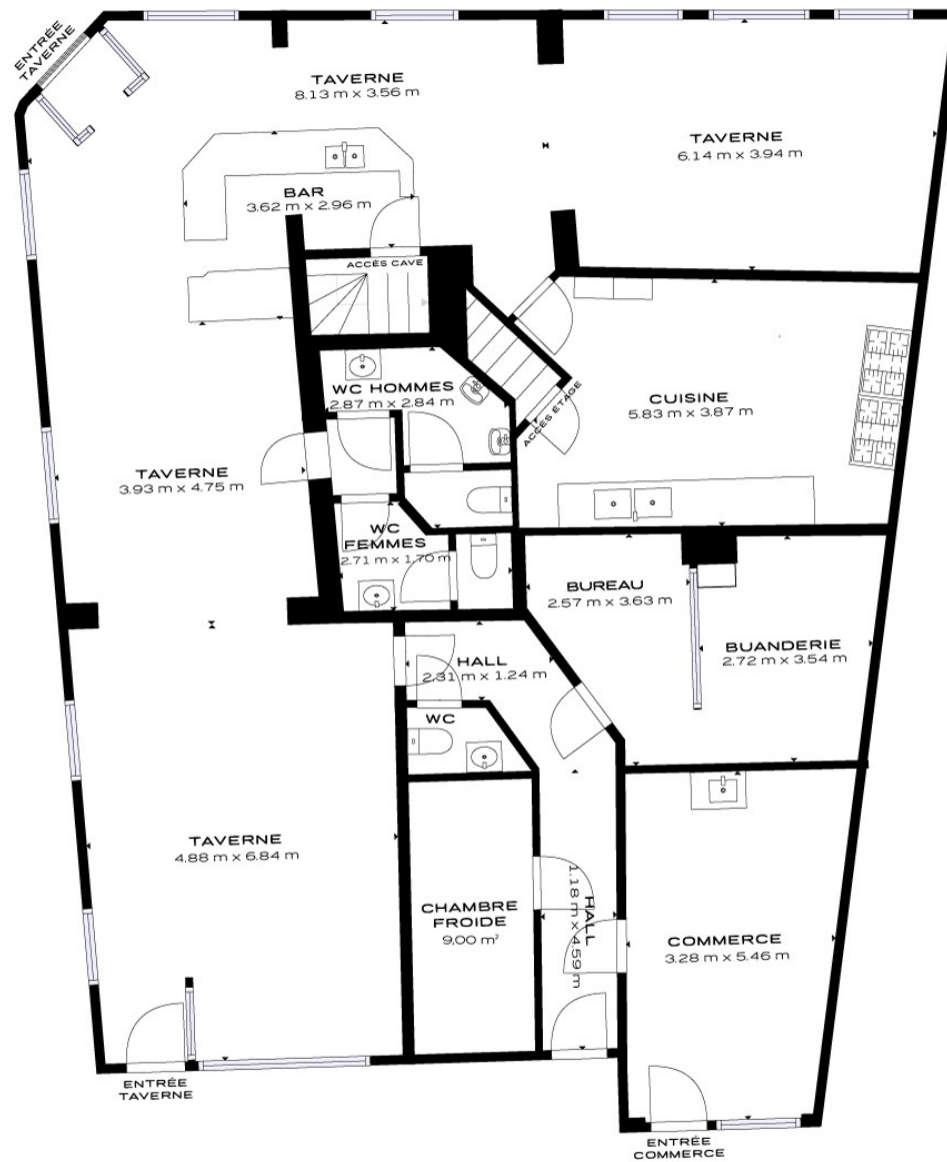 ENTRÉE
TAVERNE
TAVERNE
8.13 m x 3.56 m
TAVERNE
6.14 m x 3.94 m
BAR
3.62 m x 2.96 m
ACCÈS CAVE
WC HOMMES
2.87 m x 2.84 m
CUISINE
5.83 m x 3.87 m
ACCÈS ÉTAGE
TAVERNE
3.93 m x 4.75 m
WC
FEMMES
2.71 m x 1.70 m
BUREAU
2.57 m x 3.63 m
BUANDERIE
2.72 m x 3.54 m
HALL
2.31 m x 1.24 m
WC
TAVERNE
4.88 m x 6.84 m
CHAMBRE
FROIDE
9.00 m²
HALL
1.18 m x 4.59 m
COMMERCE
3.28 m x 5.46 m
ENTRÉE
TAVERNE
ENTRÉE
COMMERCE